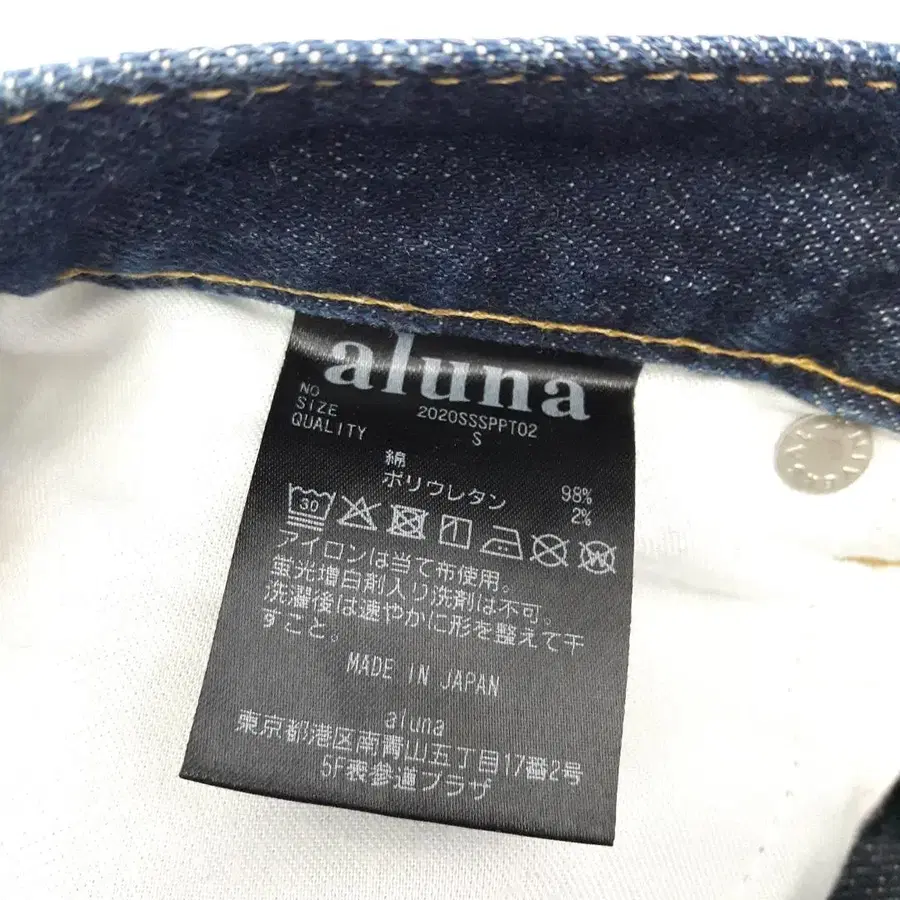 aluna
NO 2020SSSPPT02
SIZE S
QUALITY
綿 98%
ポリウレタン 2%
30
アイロンは当て布使用。
蛍光増白剤入り洗剤は不可。
洗濯後は速やかに形を整えて干
すこと。
MADE IN JAPAN
aluna
東京都港区南青山五丁目17番2号
5F表参道プラザ